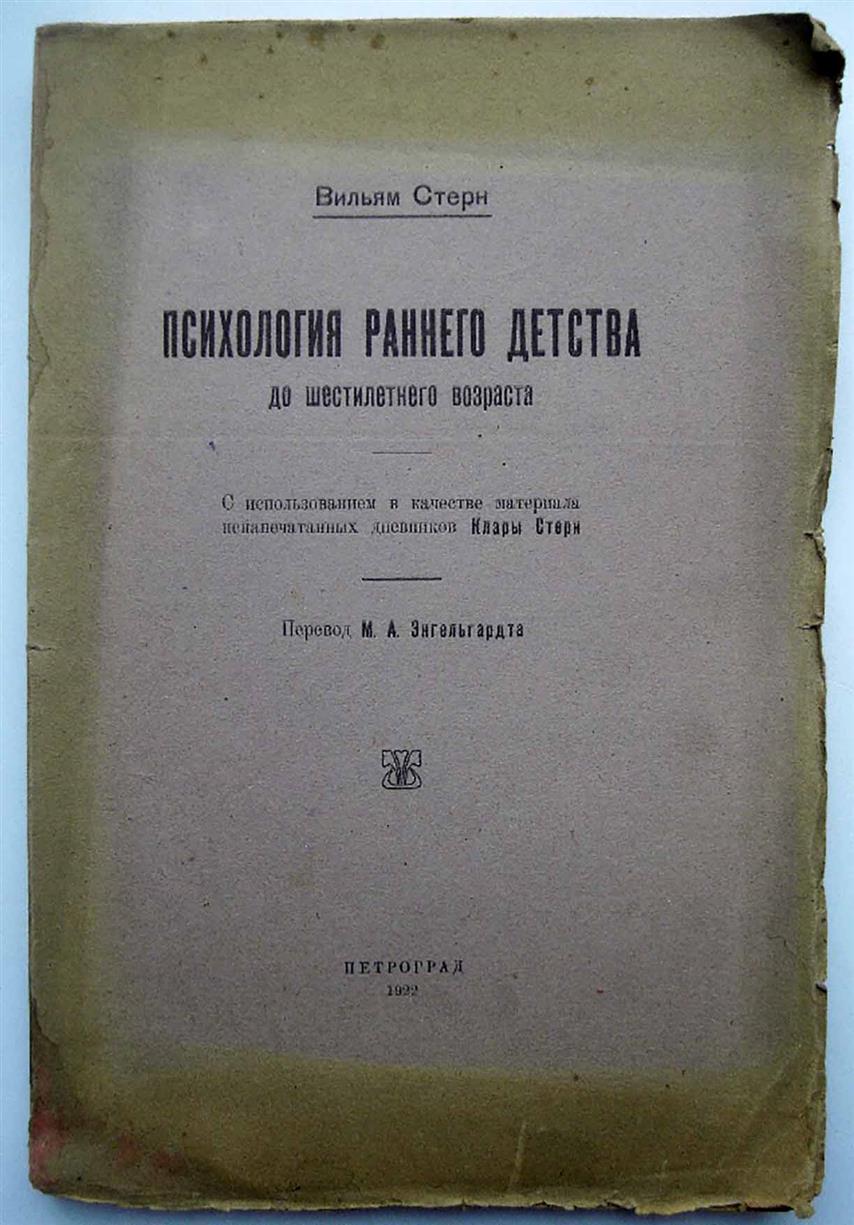 Вильям Стерн
ПСИХОЛОГИЯ РАННЕГО ДЕТСТВА
до шестилетнего возраста
С использованием в качестве материала
ненапечатанных дневников Клары Стерн
Перевод М. А. Энгельгардта
ПЕТРОГРАД
1922